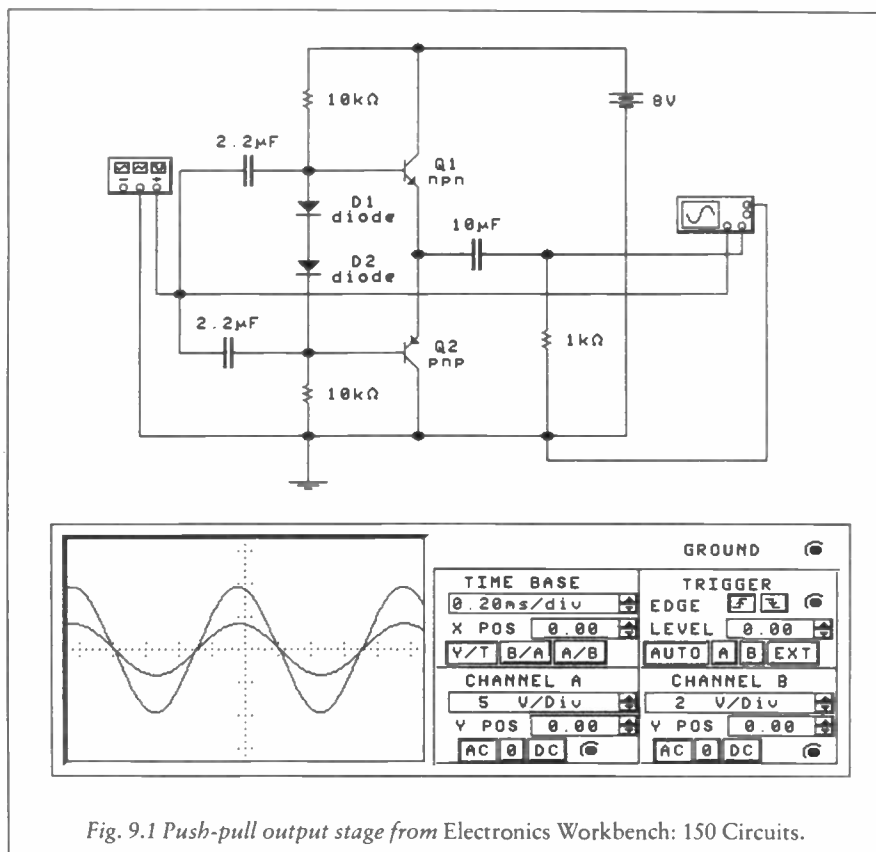 10kΩ
8V
2.2µF
Q1
npn
D1
diode
10µF
D2
diode
2.2µF
Q2
pnp
1kΩ
10kΩ
GROUND
TIME BASE
0.20ms/div
X POS 0.00
Y/T B/A A/B
TRIGGER
EDGE
LEVEL 0.00
AUTO A B EXT
CHANNEL A
5 V/Div
Y POS 0.00
AC 0 DC
CHANNEL B
2 V/Div
Y POS 0.00
AC 0 DC
Fig. 9.1 Push-pull output stage from Electronics Workbench: 150 Circuits.